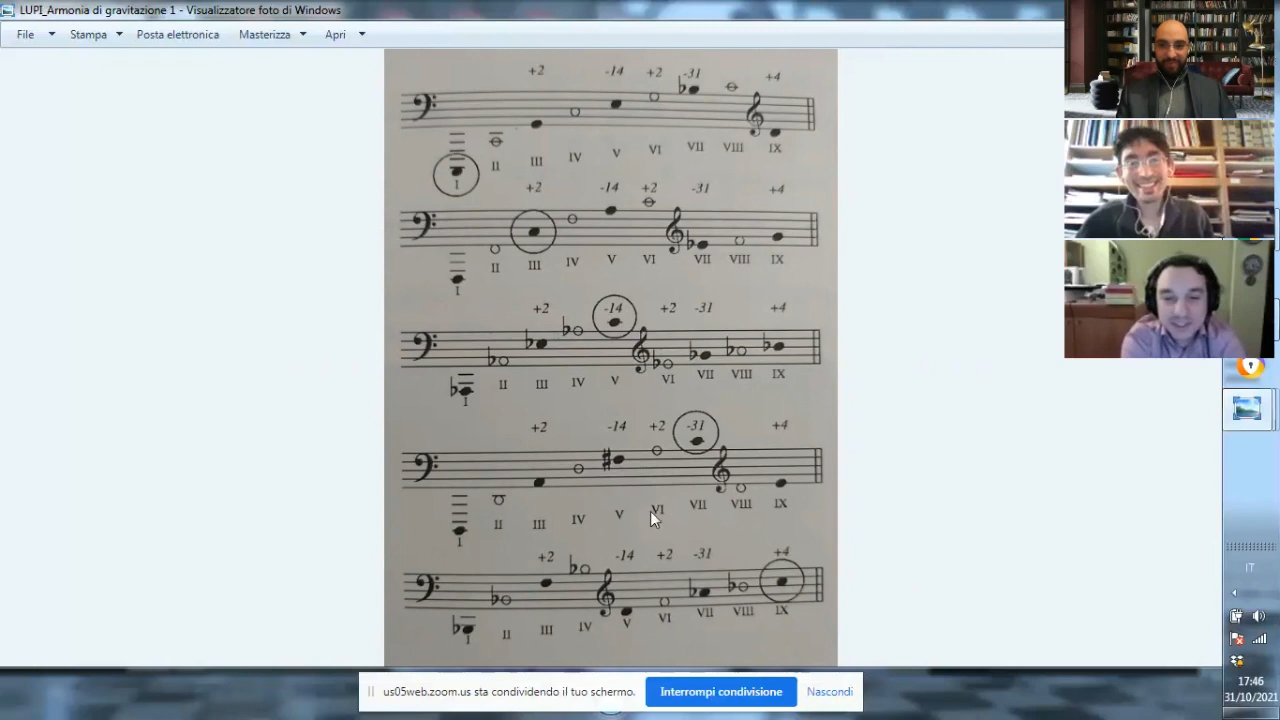 LUPI_Armonia di gravitazione 1 - Visualizzatore foto di Windows
File Stampa Posta elettronica Masterizza Apri
+2 -14 +2 -31 +4
I II III IV V VI VII VIII IX
+2 -14 +2 -31 +4
I II III IV V VI VII VIII IX
+2 -14 +2 -31 +4
I II III IV V VI VII VIII IX
+2 -14 +2 -31 +4
I II III IV V VI VII VIII IX
+2 -14 +2 -31 +4
I II III IV V VI VII VIII IX
us05web.zoom.us sta condividendo il tuo schermo. Interrompi condivisione Nascondi
IT
17:46
31/10/2021